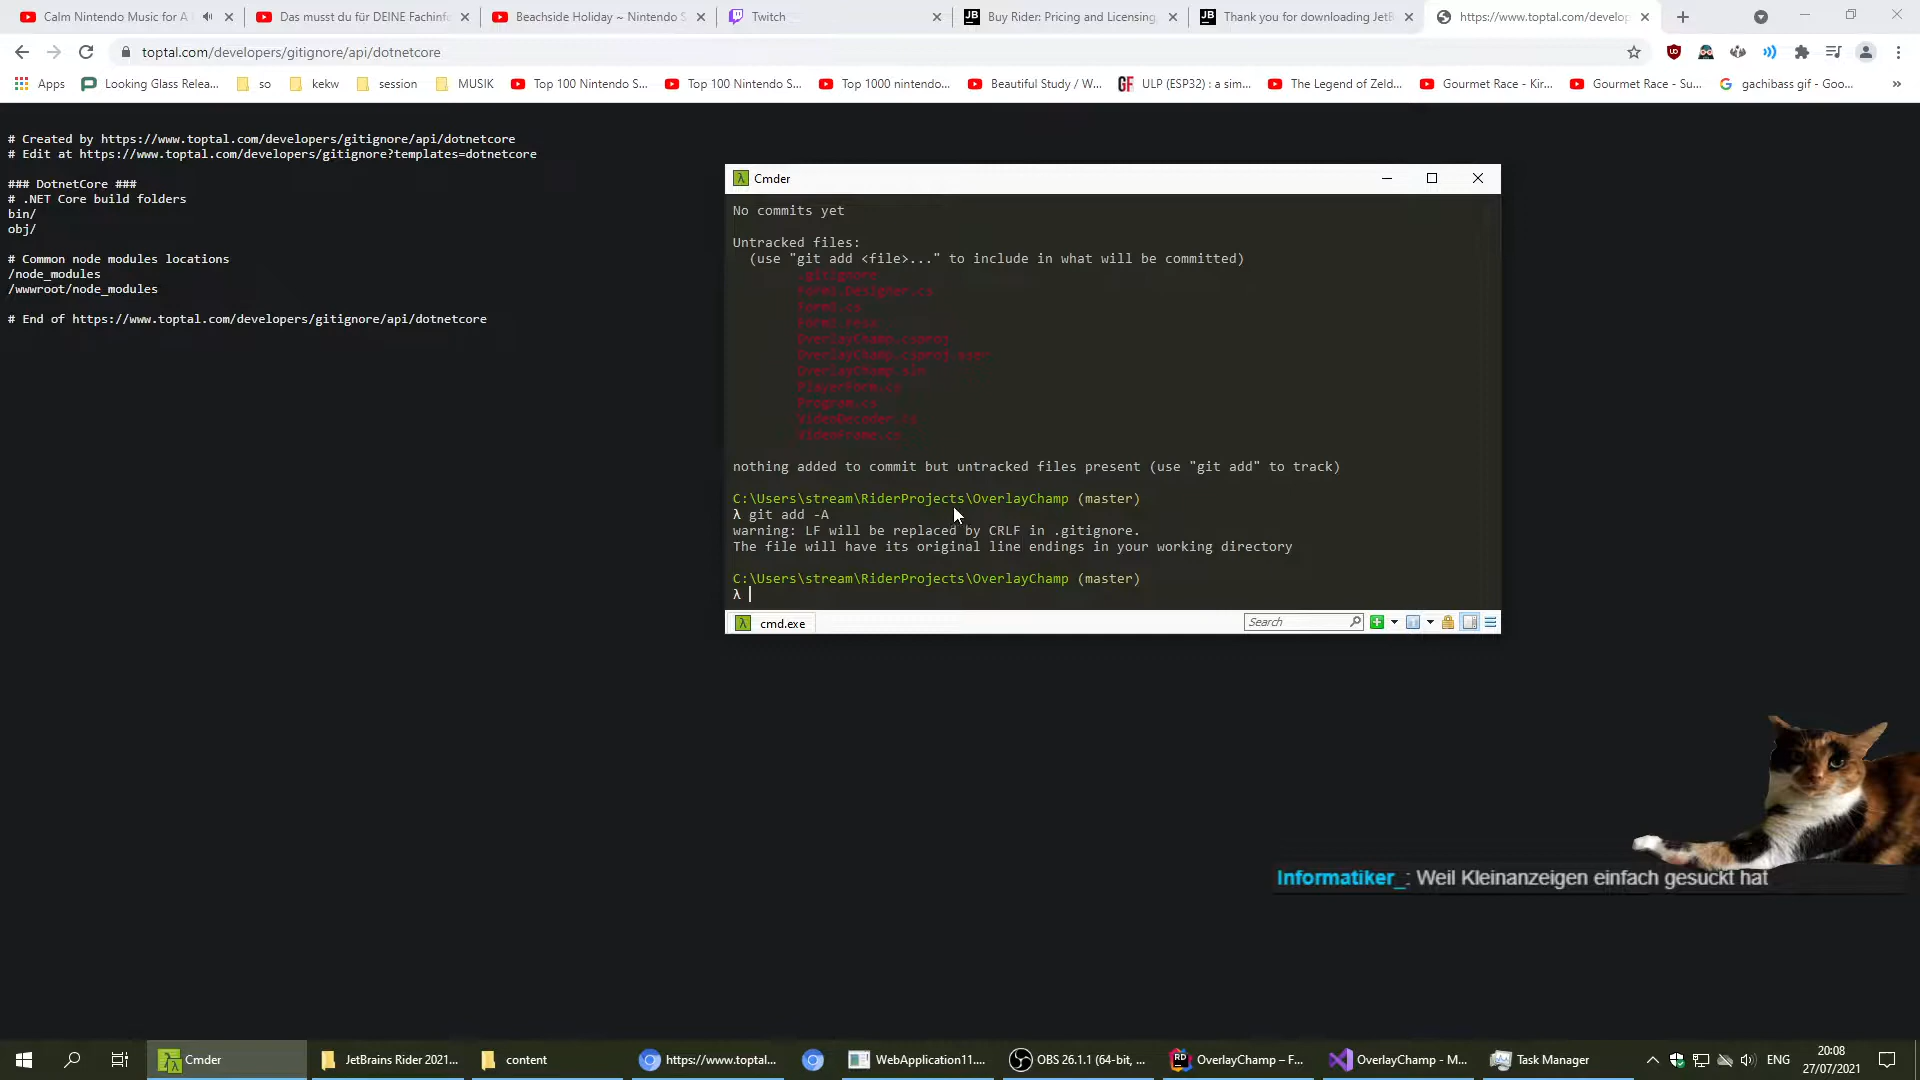 Calm Nintendo Music for A
Das musst du für DEINE Fachinfo
Beachside Holiday ~ Nintendo S
Twitch
Buy Rider: Pricing and Licensing,
Thank you for downloading JetB
https://www.toptal.com/develop
toptal.com/developers/gitignore/api/dotnetcore
Apps
Looking Glass Relea...
so
kekw
session
MUSIK
Top 100 Nintendo S...
Top 100 Nintendo S...
Top 1000 nintendo...
Beautiful Study / W...
ULP (ESP32) : a sim...
The Legend of Zeld...
Gourmet Race - Kir...
Gourmet Race - Su...
gachibass gif - Goo...
# Created by https://www.toptal.com/developers/gitignore/api/dotnetcore
# Edit at https://www.toptal.com/developers/gitignore?templates=dotnetcore
### DotnetCore ###
# .NET Core build folders
bin/
obj/
# Common node modules locations
/node_modules
/wwwroot/node_modules
# End of https://www.toptal.com/developers/gitignore/api/dotnetcore
Cmder
No commits yet
Untracked files:
(use "git add <file>..." to include in what will be committed)
.gitignore
Form1.Designer.cs
Form1.cs
Form1.resx
OverlayChamp.csproj
OverlayChamp.csproj.user
OverlayChamp.sln
PlayerForm.cs
Program.cs
VideoDecoder.cs
VideoFrame.cs
nothing added to commit but untracked files present (use "git add" to track)
C:\Users\stream\RiderProjects\OverlayChamp (master)
λ git add -A
warning: LF will be replaced by CRLF in .gitignore.
The file will have its original line endings in your working directory
C:\Users\stream\RiderProjects\OverlayChamp (master)
λ
cmd.exe
Search
Informatiker_: Weil Kleinanzeigen einfach gesuckt hat
Cmder
JetBrains Rider 2021...
content
https://www.toptal...
WebApplication11....
OBS 26.1.1 (64-bit, ...
OverlayChamp – F...
OverlayChamp - M...
Task Manager
ENG
20:08
27/07/2021